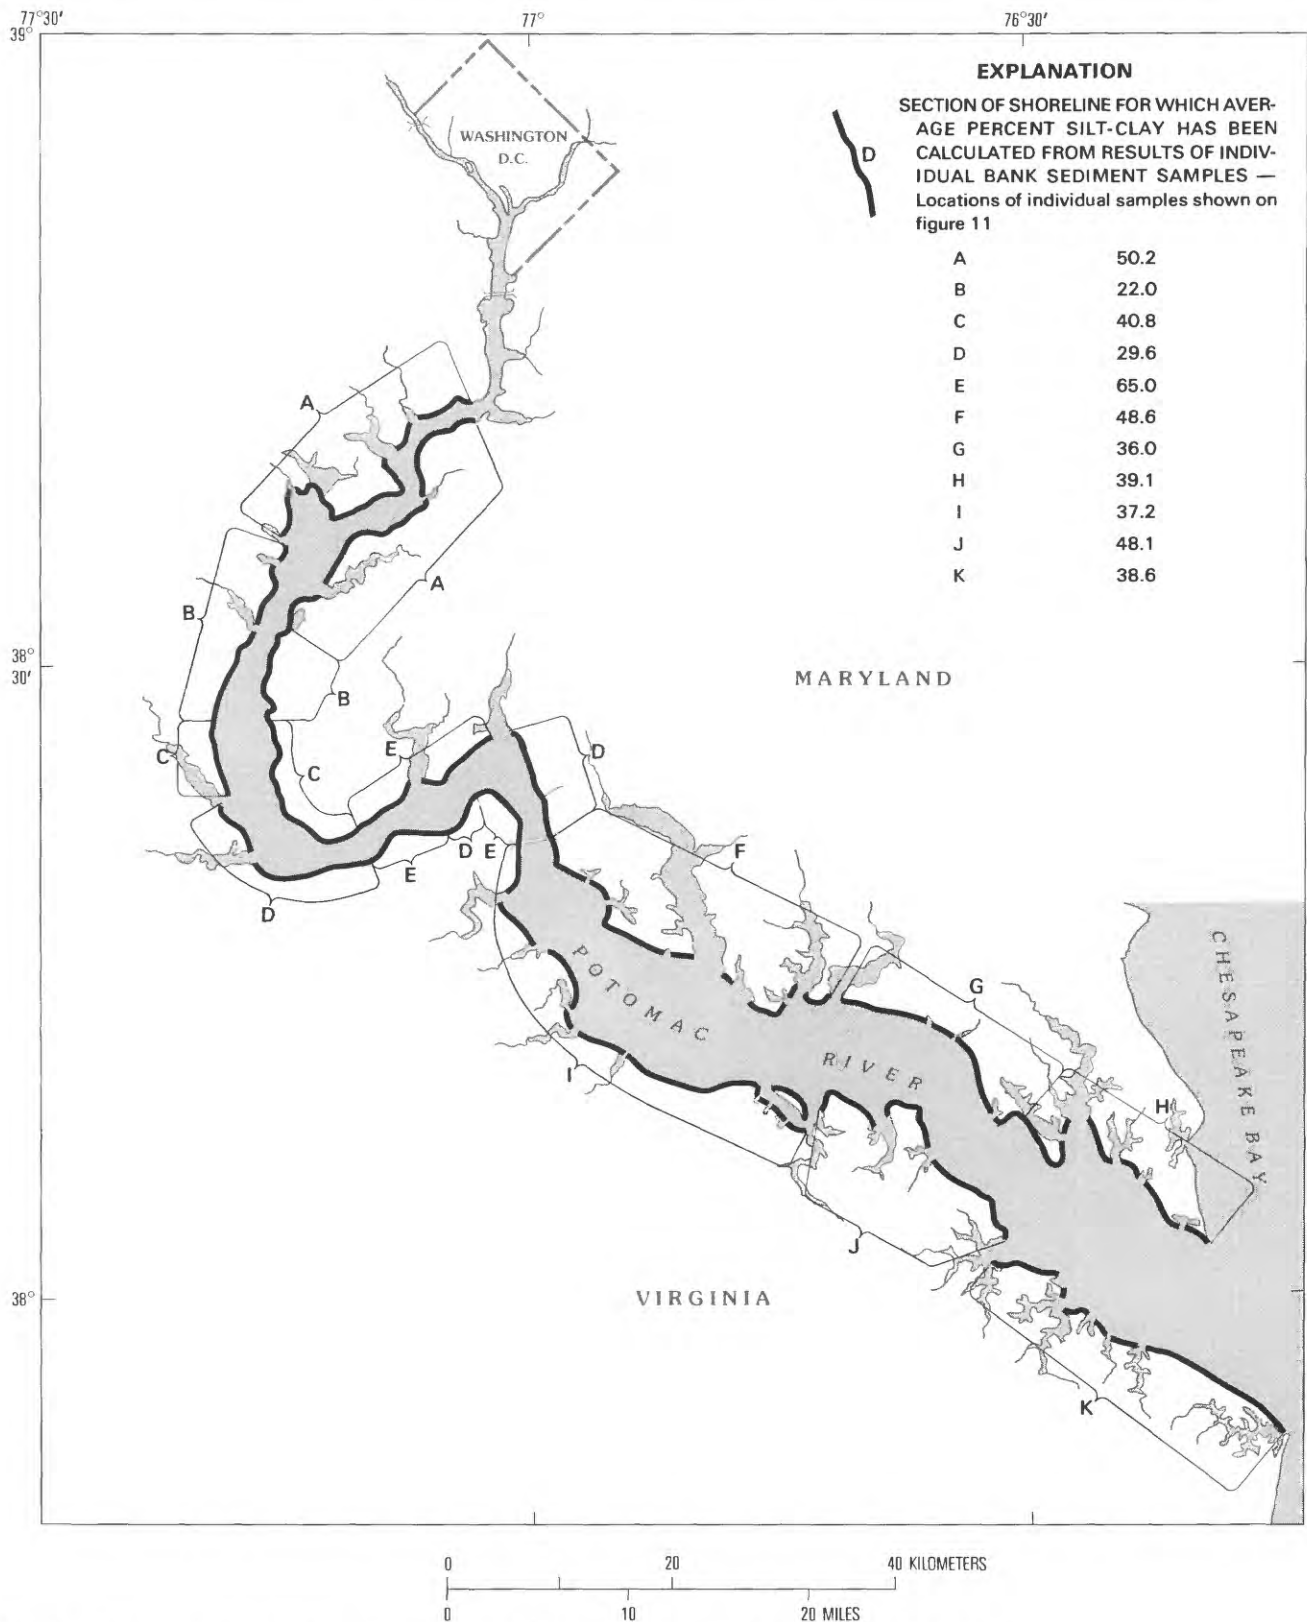 77°30′ 77° 76°30′
39°
EXPLANATION
SECTION OF SHORELINE FOR WHICH AVER-
AGE PERCENT SILT-CLAY HAS BEEN
CALCULATED FROM RESULTS OF INDIV-
IDUAL BANK SEDIMENT SAMPLES —
Locations of individual samples shown on
figure 11
D
A 50.2
B 22.0
C 40.8
D 29.6
E 65.0
F 48.6
G 36.0
H 39.1
I 37.2
J 48.1
K 38.6
WASHINGTON
D.C.
A
A
B
B
38°
30′
MARYLAND
C
C
E
D
D
E
D
E
F
POTOMAC
RIVER
G
H
CHESAPEAKE BAY
I
J
VIRGINIA
38°
K
0 20 40 KILOMETERS
0 10 20 MILES